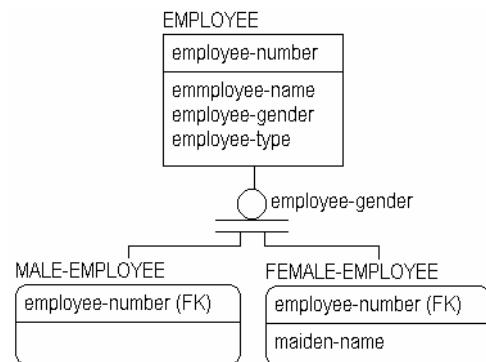 EMPLOYEE
employee-number
emmployee-name
employee-gender
employee-type
employee-gender
MALE-EMPLOYEE
employee-number (FK)
FEMALE-EMPLOYEE
employee-number (FK)
maiden-name